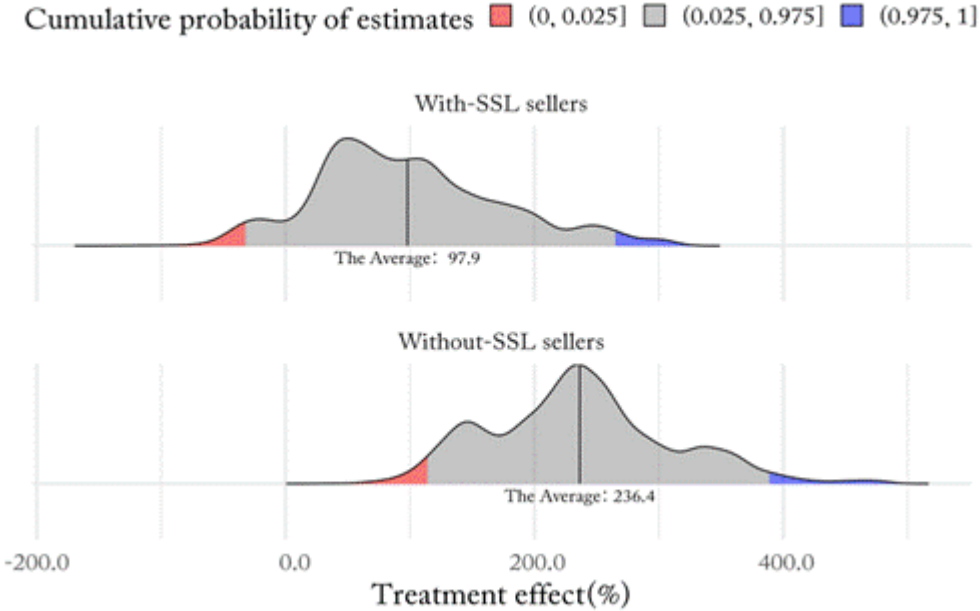 Cumulative probability of estimates (0, 0.025] (0.025, 0.975] (0.975, 1]
With-SSL sellers
The Average: 97.9
Without-SSL sellers
The Average: 236.4
-200.0 0.0 200.0 400.0
Treatment effect(%)